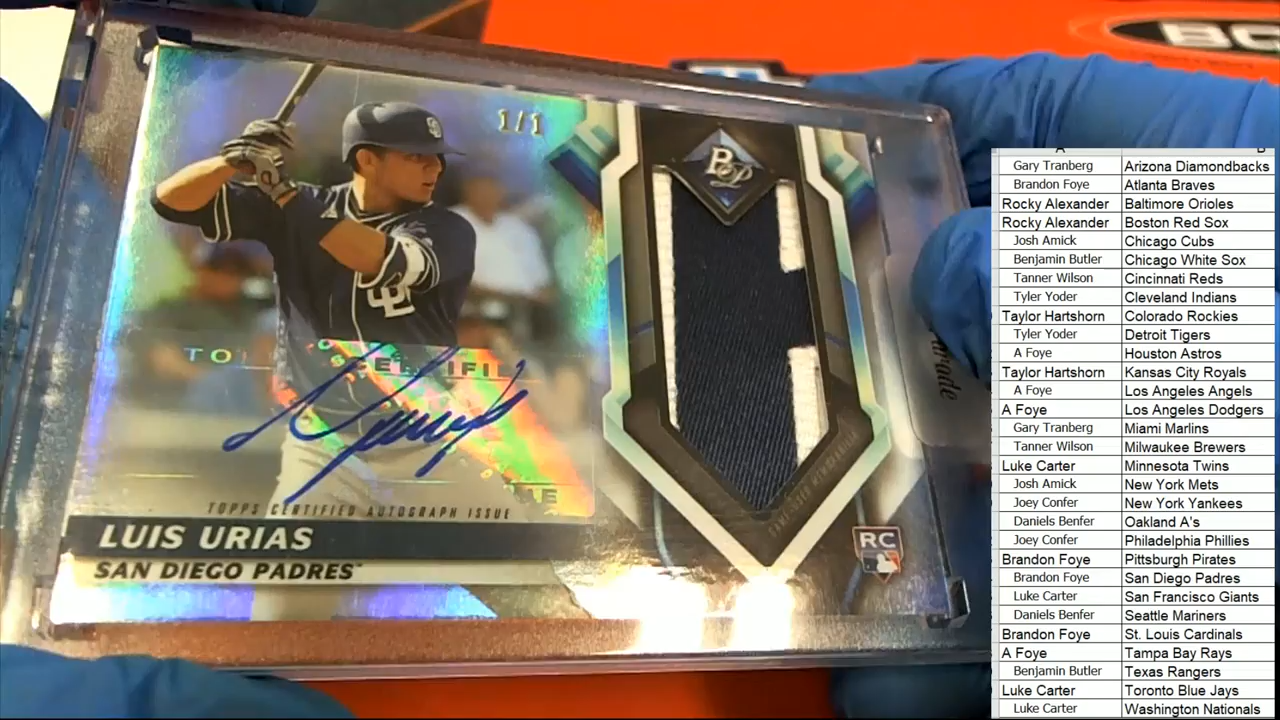 BO
1/1
BOP
TOPPS CERTIFIED AUTOGRAPH ISSUE
LUIS URIAS
SAN DIEGO PADRES
RC
A B
Gary Tranberg Arizona Diamondbacks
Brandon Foye Atlanta Braves
Rocky Alexander Baltimore Orioles
Rocky Alexander Boston Red Sox
Josh Amick Chicago Cubs
Benjamin Butler Chicago White Sox
Tanner Wilson Cincinnati Reds
Tyler Yoder Cleveland Indians
Taylor Hartshorn Colorado Rockies
Tyler Yoder Detroit Tigers
A Foye Houston Astros
Taylor Hartshorn Kansas City Royals
A Foye Los Angeles Angels
A Foye Los Angeles Dodgers
Gary Tranberg Miami Marlins
Tanner Wilson Milwaukee Brewers
Luke Carter Minnesota Twins
Josh Amick New York Mets
Joey Confer New York Yankees
Daniels Benfer Oakland A's
Joey Confer Philadelphia Phillies
Brandon Foye Pittsburgh Pirates
Brandon Foye San Diego Padres
Luke Carter San Francisco Giants
Daniels Benfer Seattle Mariners
Brandon Foye St. Louis Cardinals
A Foye Tampa Bay Rays
Benjamin Butler Texas Rangers
Luke Carter Toronto Blue Jays
Luke Carter Washington Nationals